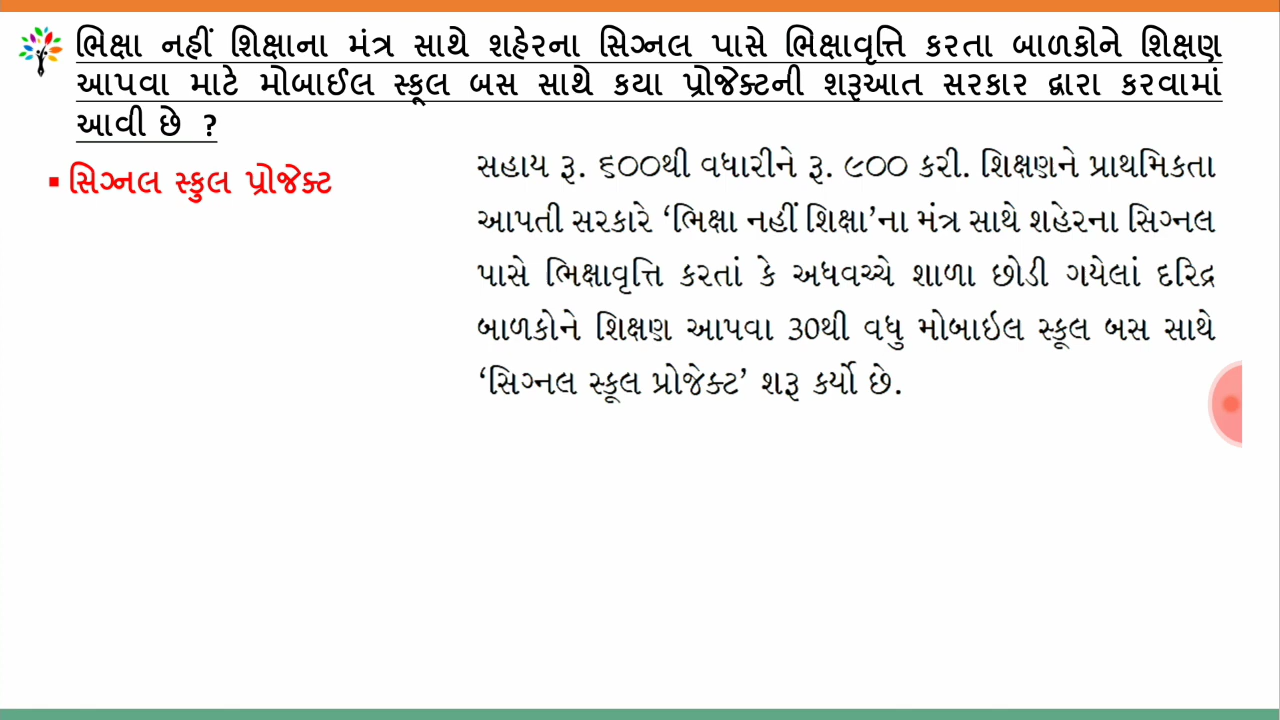 ભિક્ષા નહીં શિક્ષાના મંત્ર સાથે શહેરના સિગ્નલ પાસે ભિક્ષાવૃત્તિ કરતા બાળકોને શિક્ષણ
આપવા માટે મોબાઈલ સ્કૂલ બસ સાથે કયા પ્રોજેક્ટની શરૂઆત સરકાર દ્વારા કરવામાં
આવી છે ?
▪ સિગ્નલ સ્કુલ પ્રોજેક્ટ
સહાય રૂ. ૬૦૦થી વધારીને રૂ. ૯૦૦ કરી. શિક્ષણને પ્રાથમિકતા
આપતી સરકારે ‘ભિક્ષા નહીં શિક્ષા’ના મંત્ર સાથે શહેરના સિગ્નલ
પાસે ભિક્ષાવૃત્તિ કરતાં કે અધવચ્ચે શાળા છોડી ગયેલાં દરિદ્ર
બાળકોને શિક્ષણ આપવા 30થી વધુ મોબાઇલ સ્કૂલ બસ સાથે
‘સિગ્નલ સ્કૂલ પ્રોજેક્ટ’ શરૂ કર્યો છે.